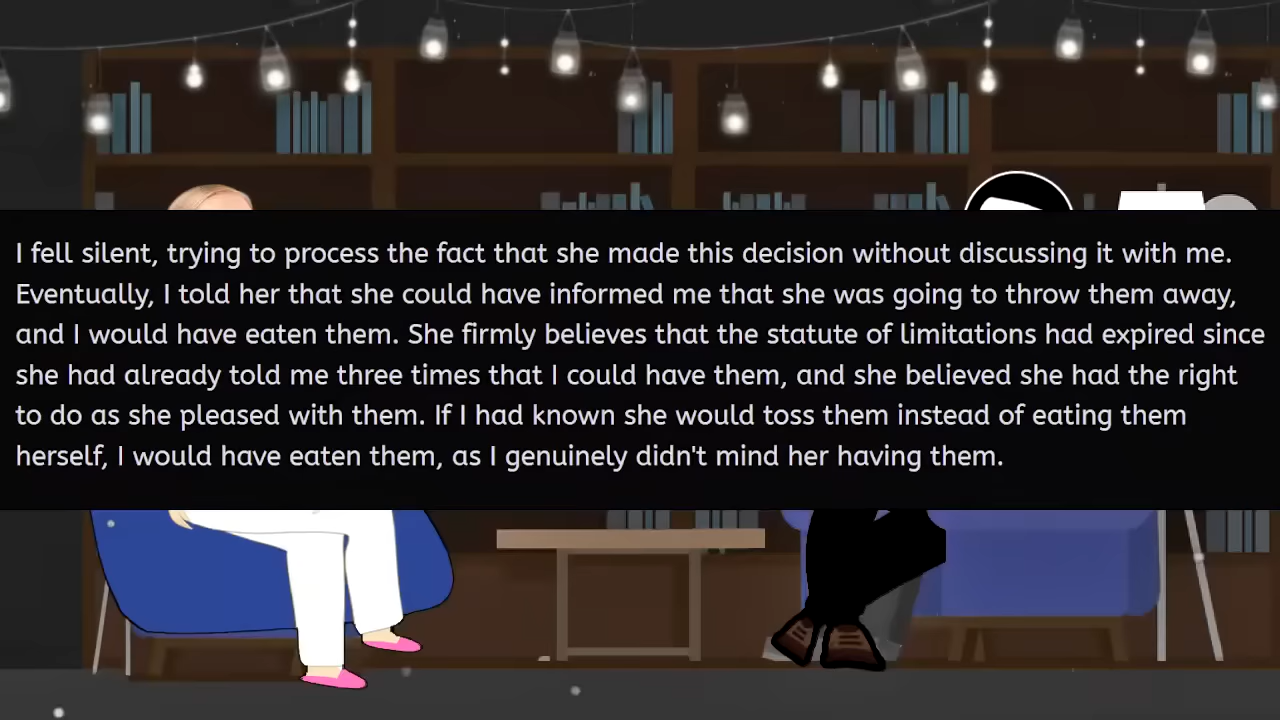 I fell silent, trying to process the fact that she made this decision without discussing it with me.
Eventually, I told her that she could have informed me that she was going to throw them away,
and I would have eaten them. She firmly believes that the statute of limitations had expired since
she had already told me three times that I could have them, and she believed she had the right
to do as she pleased with them. If I had known she would toss them instead of eating them
herself, I would have eaten them, as I genuinely didn't mind her having them.